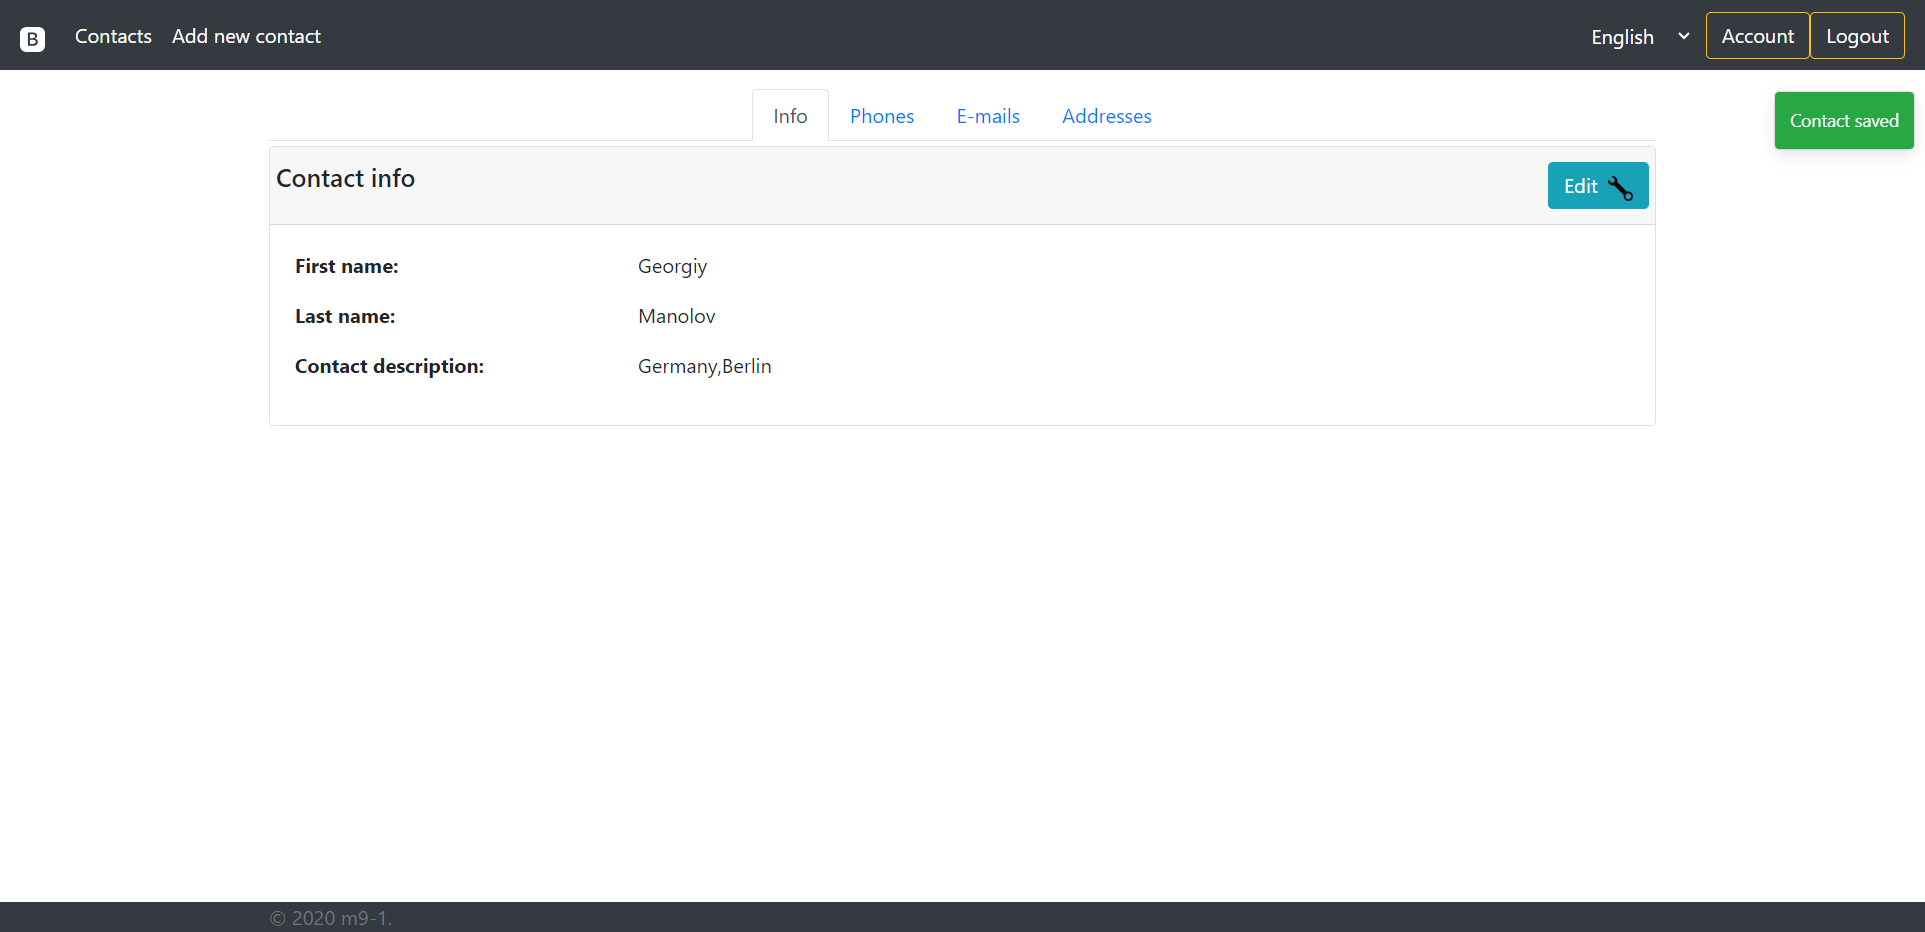 B Contacts Add new contact English Account Logout
Info Phones E-mails Addresses
Contact saved
Contact info Edit
First name: Georgiy
Last name: Manolov
Contact description: Germany,Berlin
© 2020 m9-1.